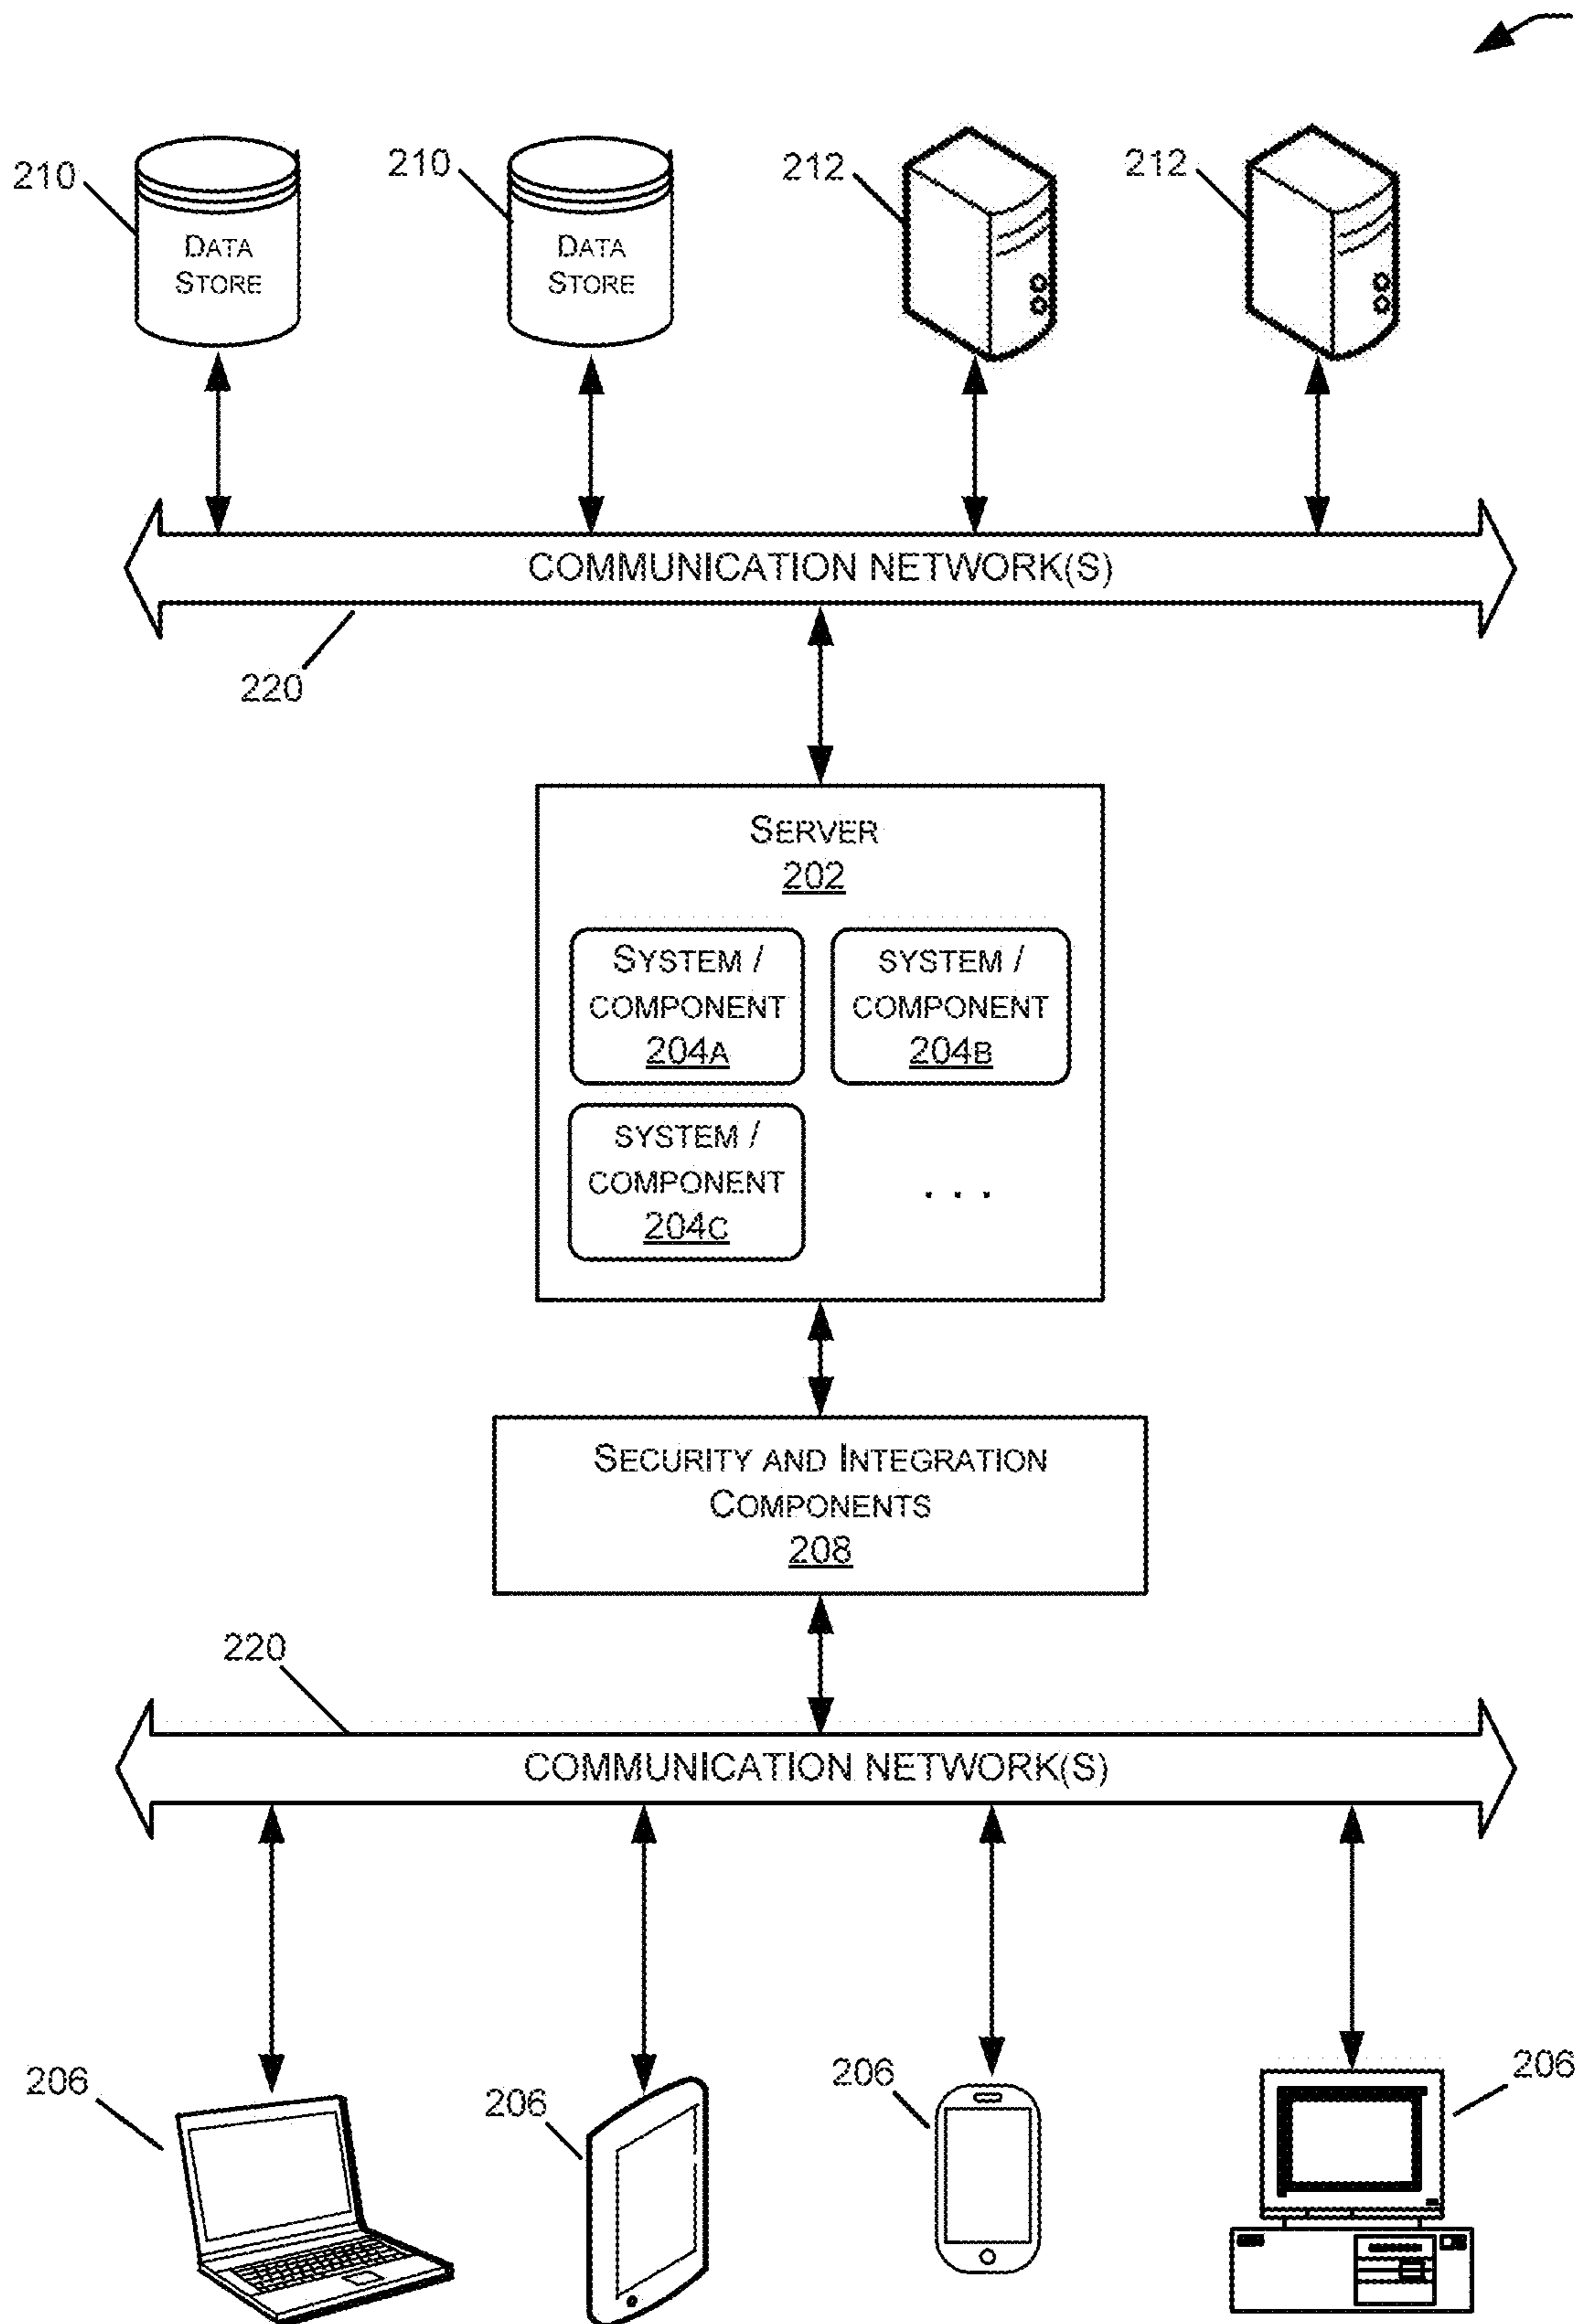 210
210
212
212
DATA
STORE
DATA
STORE
COMMUNICATION NETWORK(S)
220
SERVER
202
SYSTEM /
COMPONENT
204A
SYSTEM /
COMPONENT
204B
SYSTEM /
COMPONENT
204C
. . .
SECURITY AND INTEGRATION
COMPONENTS
208
220
COMMUNICATION NETWORK(S)
206
206
206
206